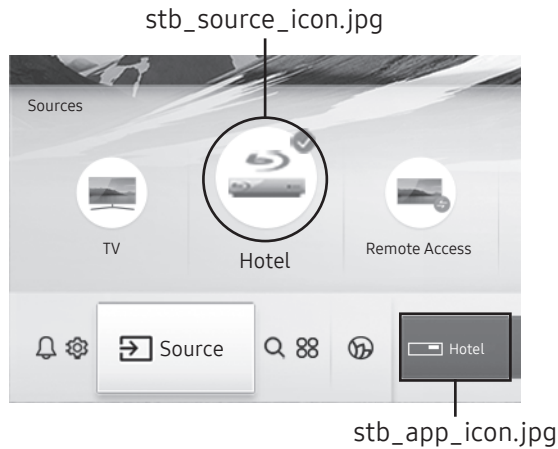 stb_source_icon.jpg
Sources
TV
Hotel
Remote Access
Source
Hotel
stb_app_icon.jpg